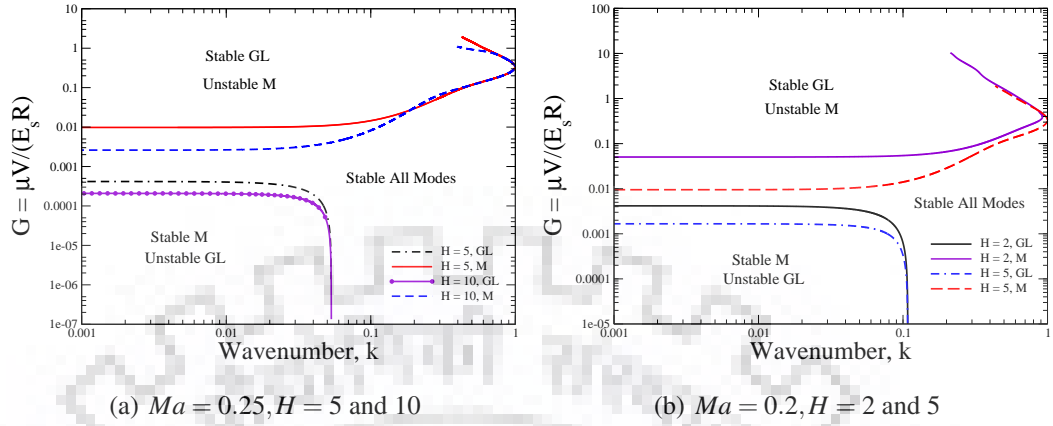 G = μV/(E_s R)
10
1
0.1
0.01
0.001
0.0001
1e-05
1e-06
1e-07
0.001
0.01
0.1
1
Wavenumber, k
Stable GL
Unstable M
Stable All Modes
Stable M
Unstable GL
H = 5, GL
H = 5, M
H = 10, GL
H = 10, M
(a) Ma = 0.25, H = 5 and 10
G = μV/(E_s R)
100
10
1
0.1
0.01
0.001
0.0001
1e-05
0.001
0.01
0.1
1
Wavenumber, k
Stable GL
Unstable M
Stable All Modes
Stable M
Unstable GL
H = 2, GL
H = 2, M
H = 5, GL
H = 5, M
(b) Ma = 0.2, H = 2 and 5